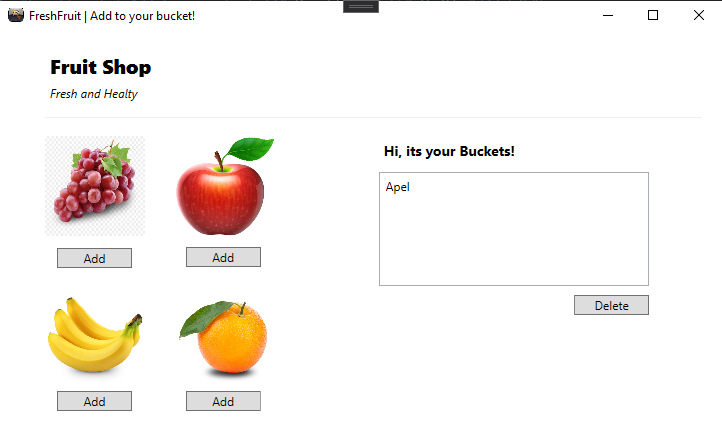 FreshFruit | Add to your bucket!
Fruit Shop
Fresh and Healty
Hi, its your Buckets!
Apel
Add
Add
Delete
Add
Add